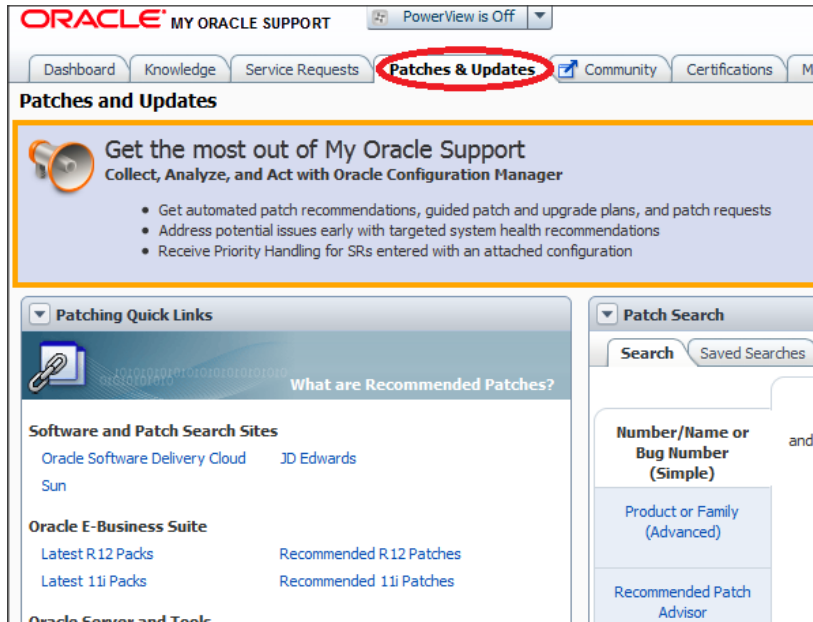 ORACLE MY ORACLE SUPPORT
PowerView is Off
Dashboard Knowledge Service Requests Patches & Updates Community Certifications M
Patches and Updates
Get the most out of My Oracle Support
Collect, Analyze, and Act with Oracle Configuration Manager
• Get automated patch recommendations, guided patch and upgrade plans, and patch requests
• Address potential issues early with targeted system health recommendations
• Receive Priority Handling for SRs entered with an attached configuration
Patching Quick Links
What are Recommended Patches?
Software and Patch Search Sites
Oracle Software Delivery Cloud JD Edwards
Sun
Oracle E-Business Suite
Latest R12 Packs Recommended R12 Patches
Latest 11i Packs Recommended 11i Patches
Oracle Server and Tools
Patch Search
Search Saved Searches
Number/Name or
Bug Number
(Simple)
and
Product or Family
(Advanced)
Recommended Patch
Advisor